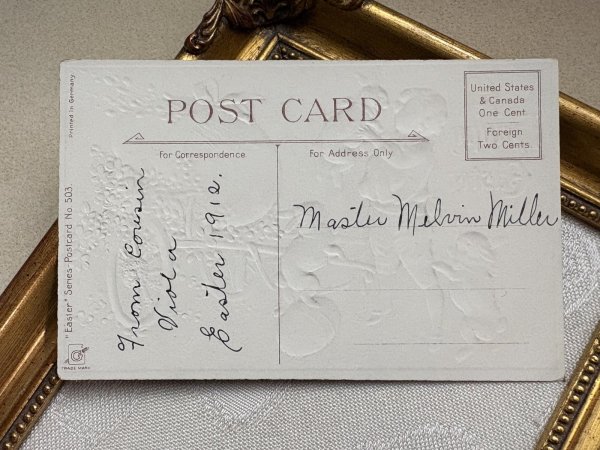 POST CARD
United States
& Canada
One Cent
Foreign
Two Cents.
For Correspondence
For Address Only
From Cousin
Viola
Easter 1912.
Master Melvin Miller
Printed in Germany.
"Easter" Series Postcard No. 503.
TRADE MARK